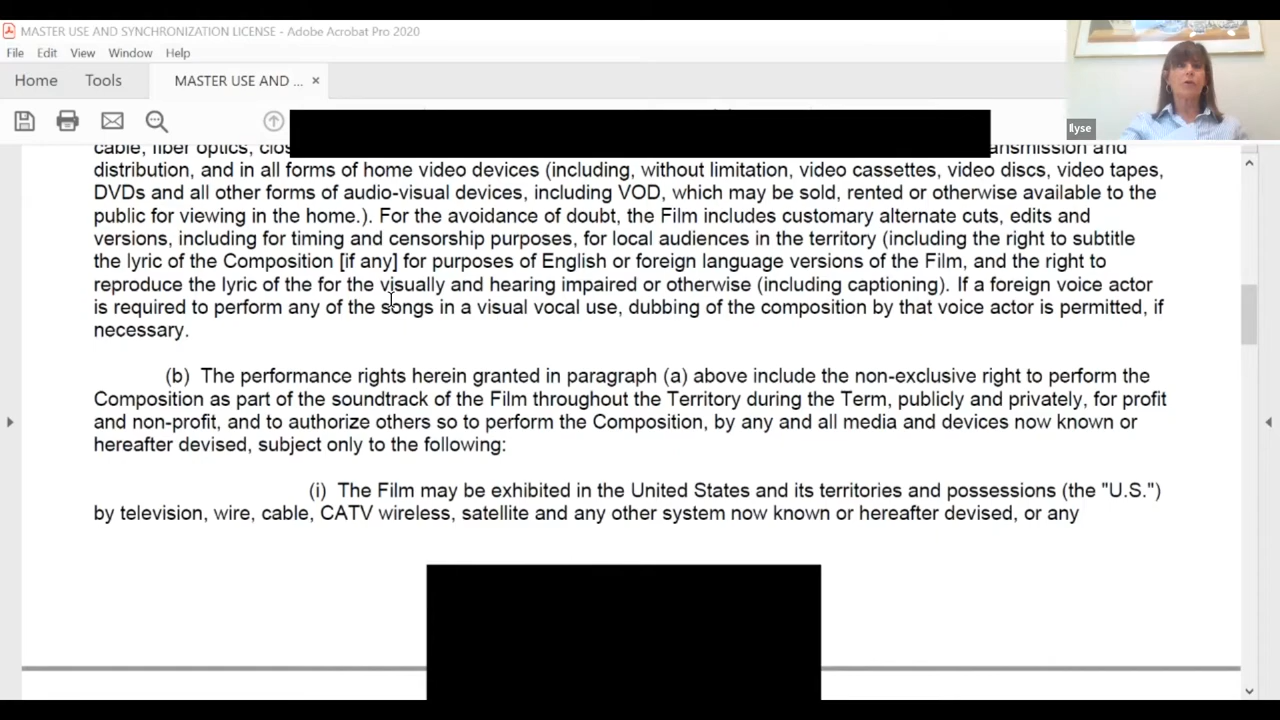 MASTER USE AND SYNCHRONIZATION LICENSE - Adobe Acrobat Pro 2020
File Edit View Window Help
Home Tools MASTER USE AND ... ×
Ilyse
cable, fiber optics, ansmission and
distribution, and in all forms of home video devices (including, without limitation, video cassettes, video discs, video tapes,
DVDs and all other forms of audio-visual devices, including VOD, which may be sold, rented or otherwise available to the
public for viewing in the home.). For the avoidance of doubt, the Film includes customary alternate cuts, edits and
versions, including for timing and censorship purposes, for local audiences in the territory (including the right to subtitle
the lyric of the Composition [if any] for purposes of English or foreign language versions of the Film, and the right to
reproduce the lyric of the for the visually and hearing impaired or otherwise (including captioning). If a foreign voice actor
is required to perform any of the songs in a visual vocal use, dubbing of the composition by that voice actor is permitted, if
necessary.
(b) The performance rights herein granted in paragraph (a) above include the non-exclusive right to perform the
Composition as part of the soundtrack of the Film throughout the Territory during the Term, publicly and privately, for profit
and non-profit, and to authorize others so to perform the Composition, by any and all media and devices now known or
hereafter devised, subject only to the following:
(i) The Film may be exhibited in the United States and its territories and possessions (the "U.S.")
by television, wire, cable, CATV wireless, satellite and any other system now known or hereafter devised, or any